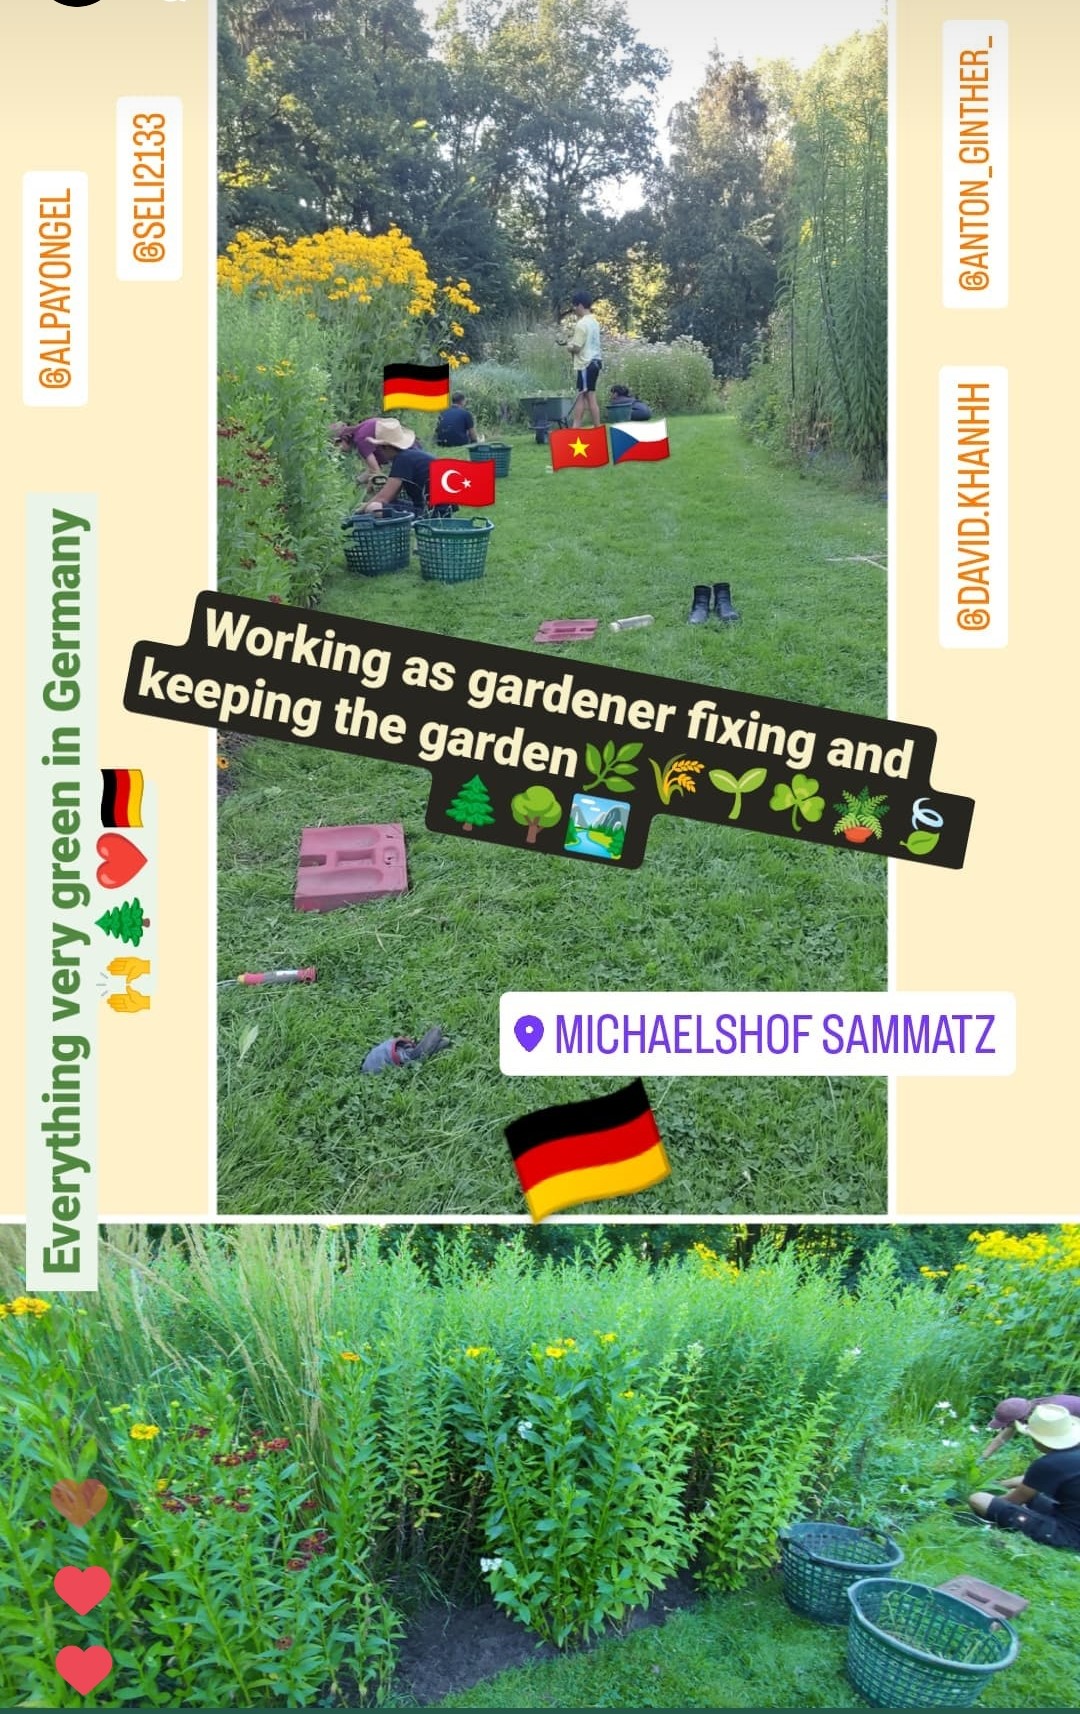 @ALPAYONGEL
@SELI2133
@ANTON_GINTHER_
@DAVID.KHANHH
Everything very green in Germany
Working as gardener fixing and
keeping the garden
MICHAELSHOF SAMMATZ